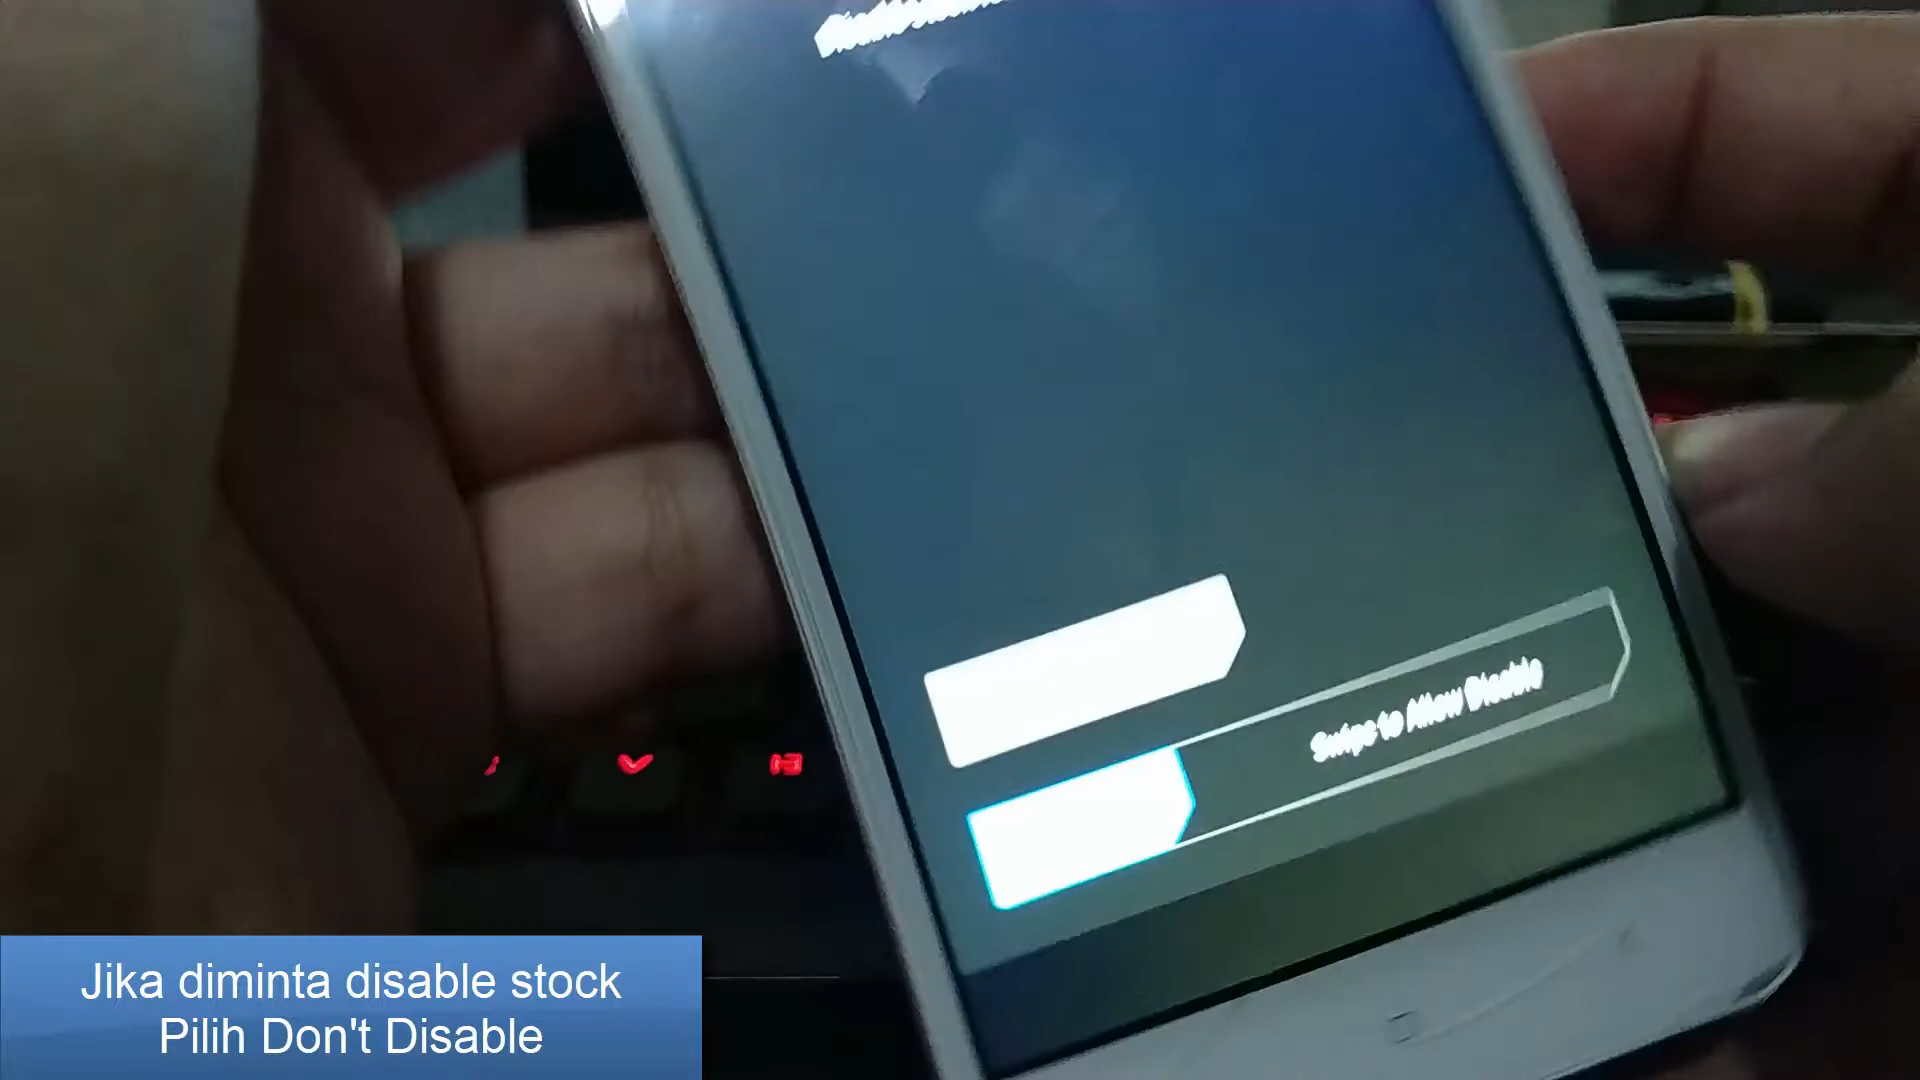 Swipe to Allow Disable
Jika diminta disable stock
Pilih Don't Disable